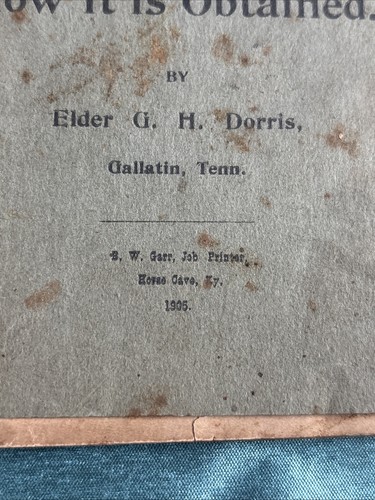 ow It Is Obtained.
BY
Elder G. H. Dorris,
Gallatin, Tenn.
W. Garr, Job Printer,
Horse Cave, Ky.
1905.